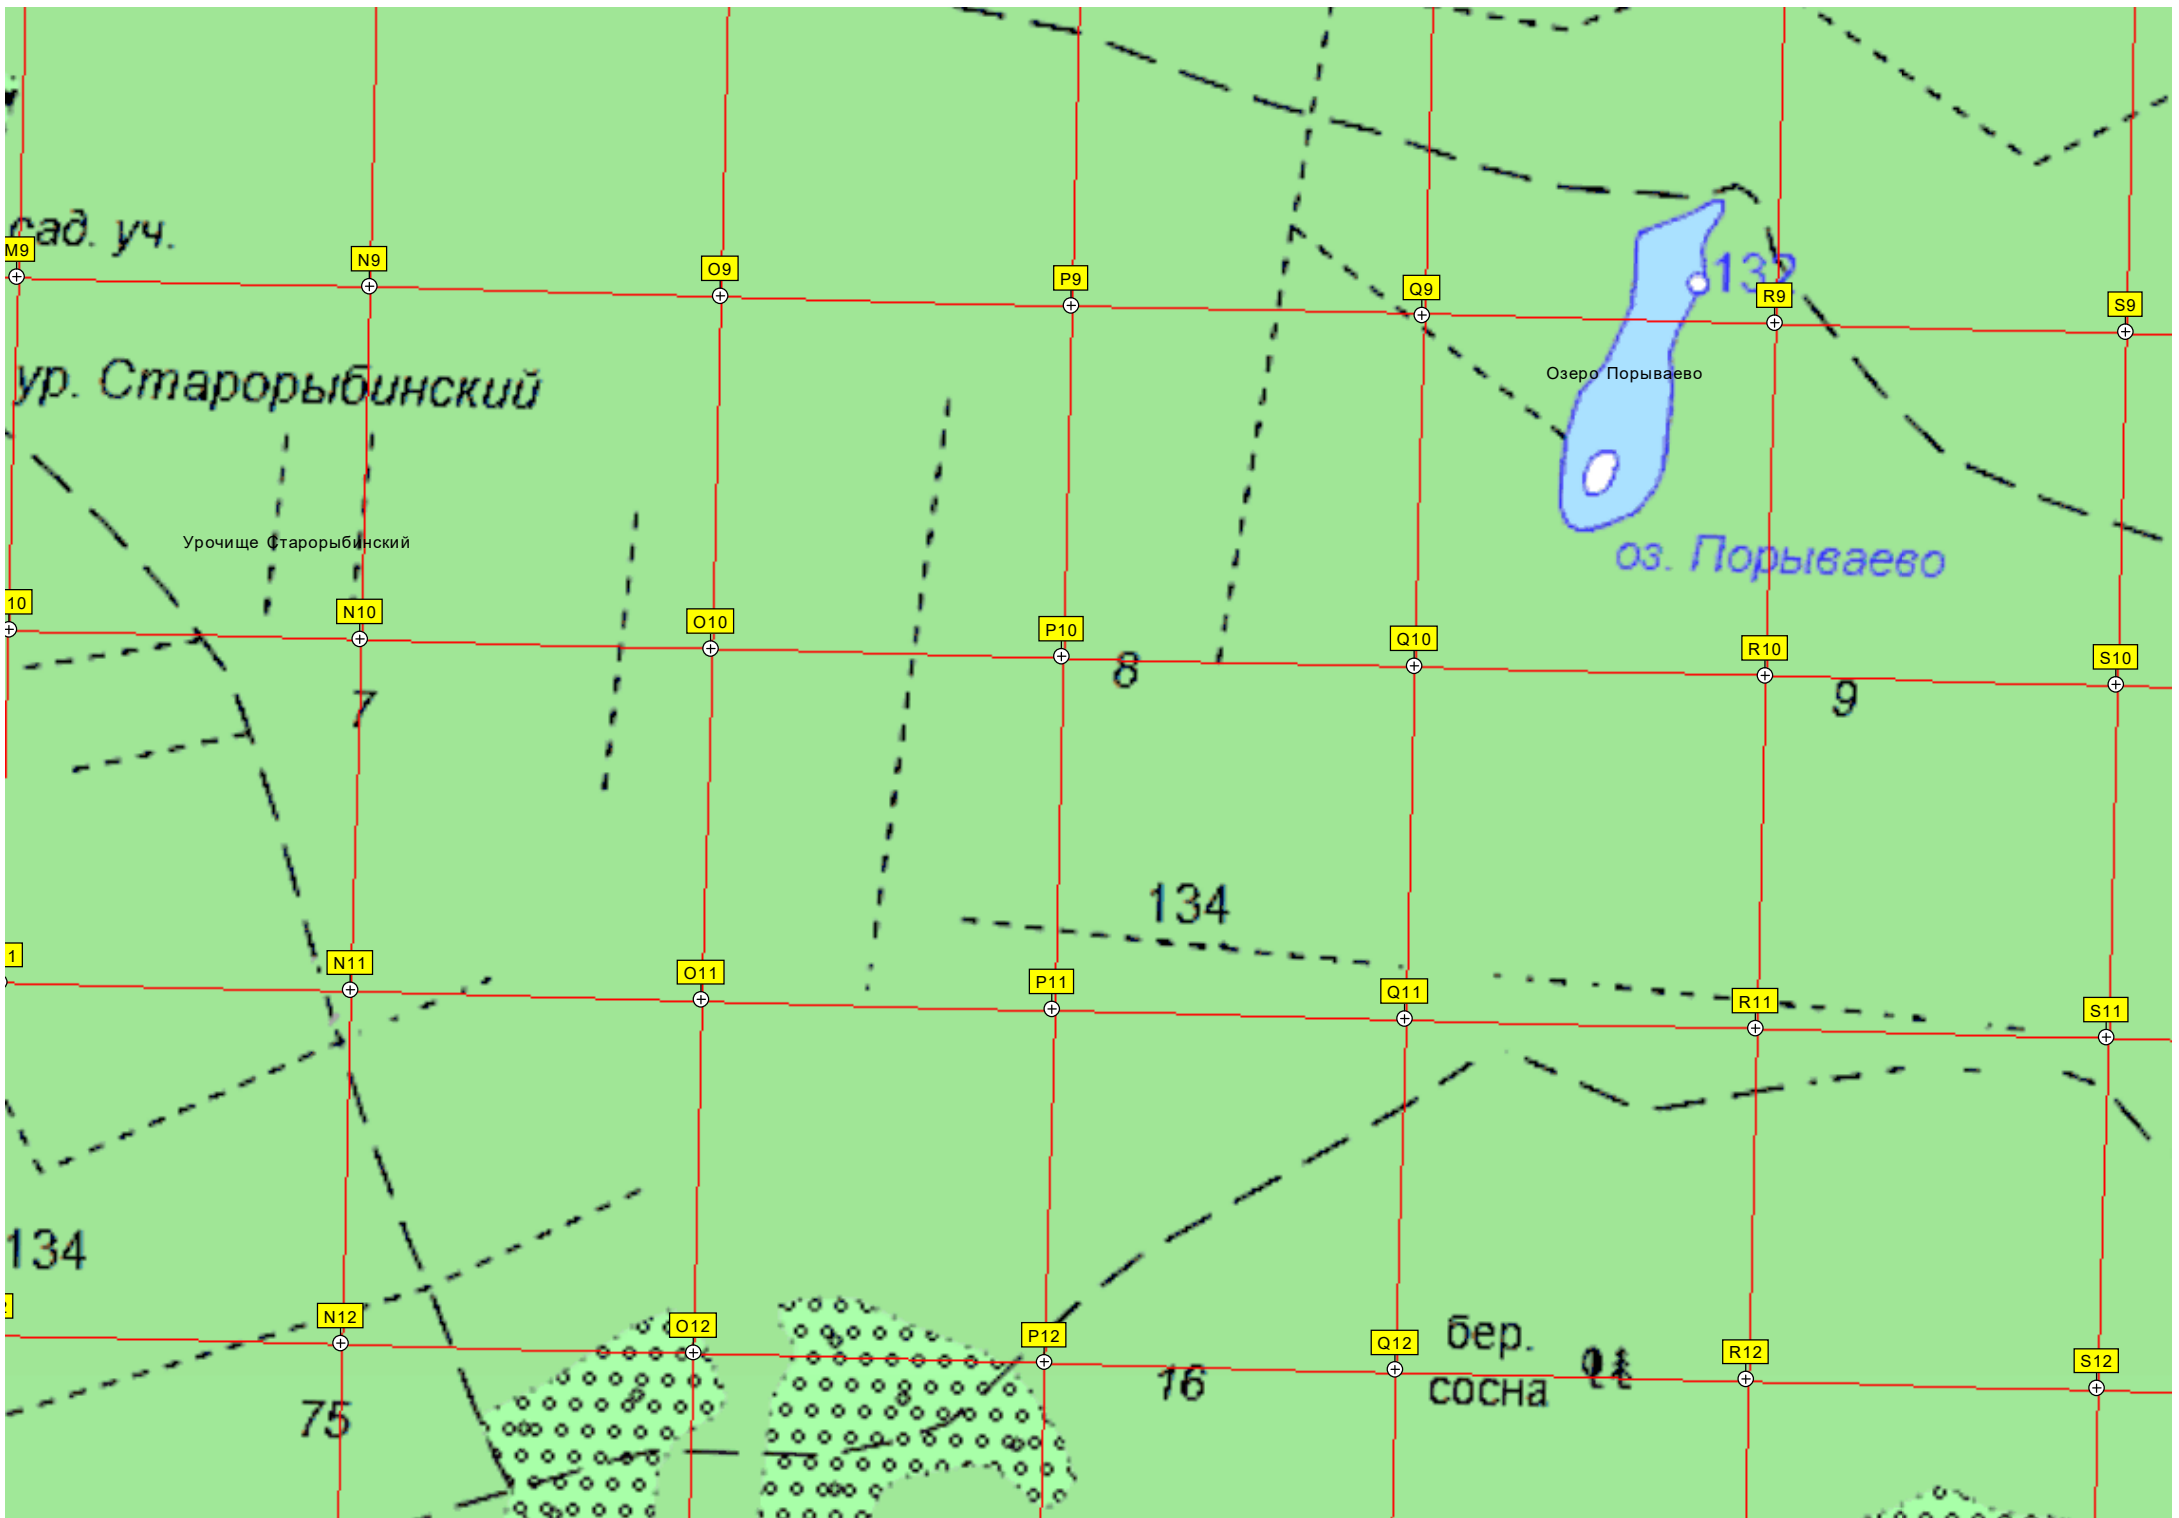 сад. уч.
M9
N9
O9
P9
Q9
132
R9
S9
ур. Старорыбинский
Озеро Порываево
Урочище Старорыбинский
оз. Порываево
10
N10
O10
P10
Q10
R10
S10
7
8
9
134
1
N11
O11
P11
Q11
R11
S11
134
N12
O12
P12
Q12
R12
S12
бер.
сосна
16
75